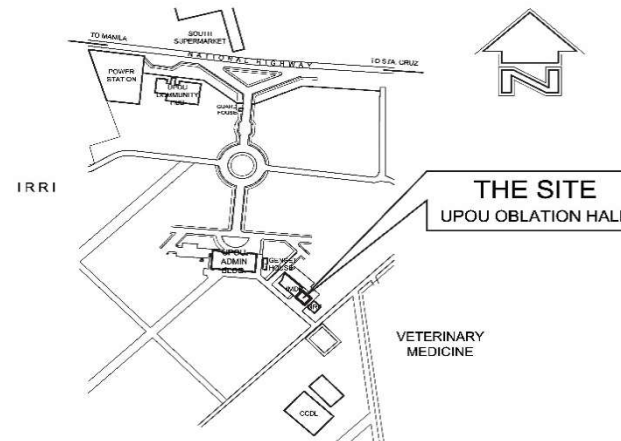 SOUTH
SUPERMARKET
TO MANILA
NATIONAL HIGHWAY
TO STA. CRUZ
POWER
STATION
UPOU
COMMUNITY
HUB
GUARD
HOUSE
N
IRRI
THE SITE
UPOU OBLATION HALL
UPOU
ADMIN
BLDG
GENSET
HOUSE
VETERINARY
MEDICINE
CCDL